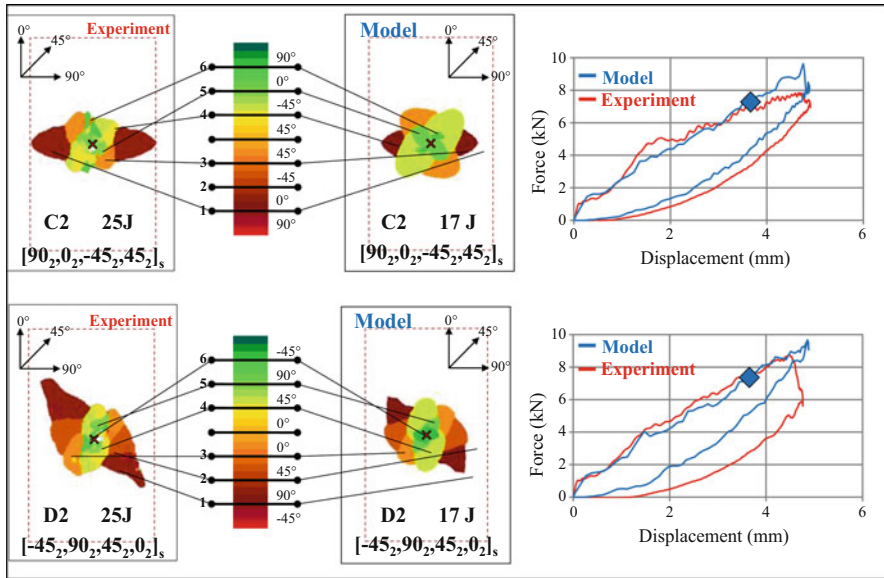 Experiment
0°
45°
90°
C2 25J
[90₂,0₂,-45₂,45₂]ₛ
6
5
4
3
2
1
90°
0°
-45°
45°
45°
-45°
0°
90°
Model
0°
45°
90°
C2 17 J
[90₂,0₂,-45₂,45₂]ₛ
Force (kN)
10
8
6
4
2
0
Model
Experiment
0 2 4 6
Displacement (mm)
Experiment
0°
45°
90°
D2 25J
[-45₂,90₂,45₂,0₂]ₛ
6
5
4
3
2
1
-45°
90°
45°
0°
0°
45°
90°
-45°
Model
0°
45°
90°
D2 17 J
[-45₂,90₂,45₂,0₂]ₛ
Force (kN)
10
8
6
4
2
0
Model
Experiment
0 2 4 6
Displacement (mm)